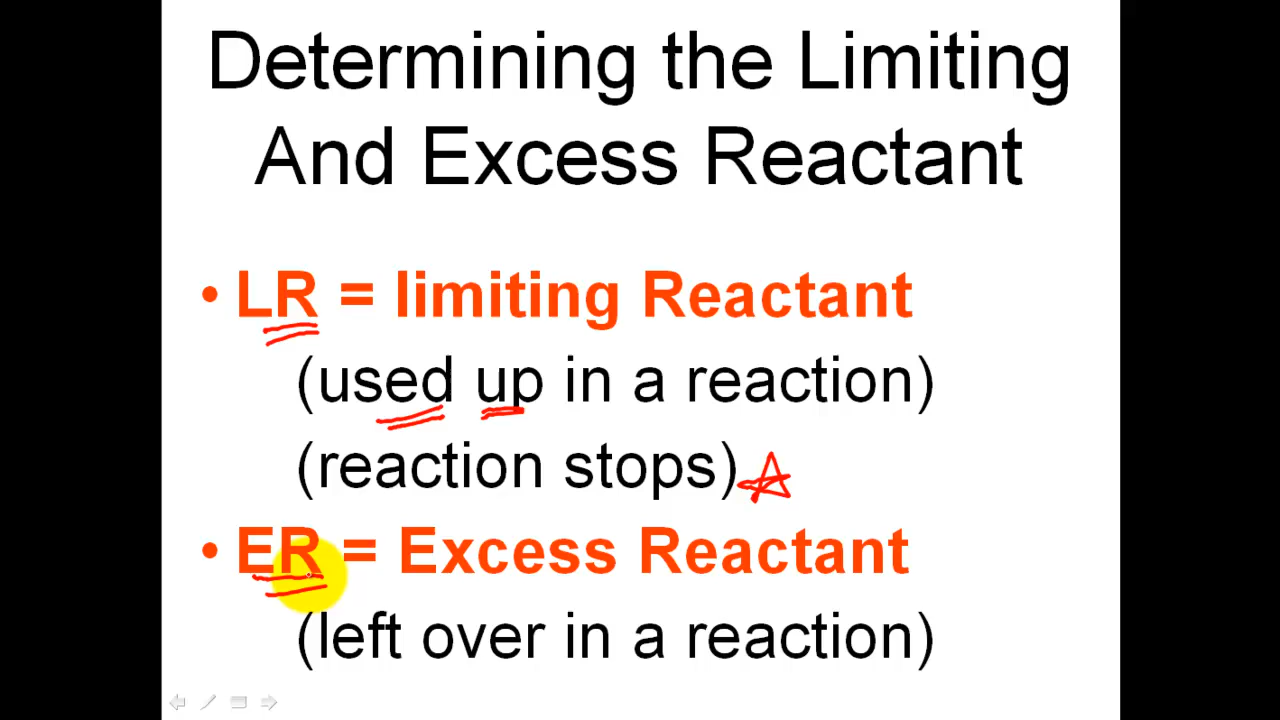 Determining the Limiting
And Excess Reactant
• LR = limiting Reactant
(used up in a reaction)
(reaction stops)
• ER = Excess Reactant
(left over in a reaction)